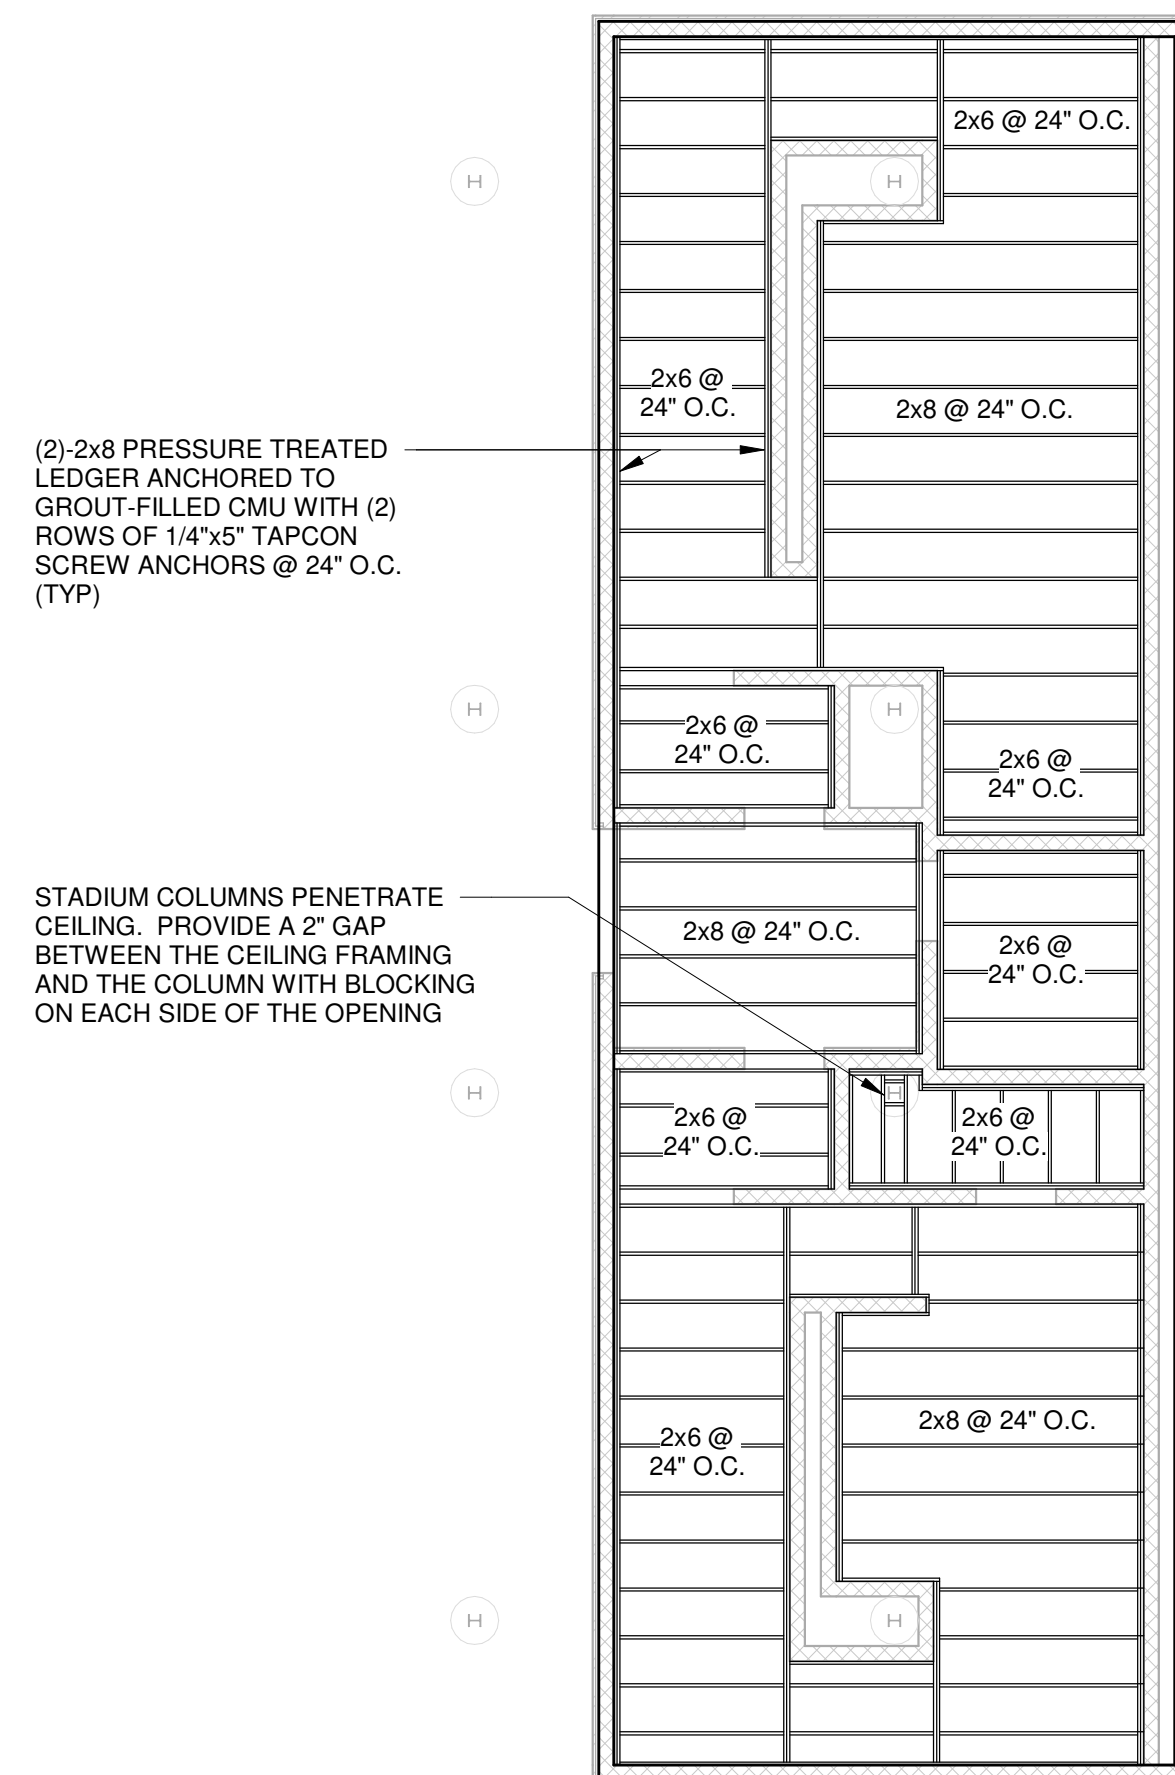 2x6 @ 24" O.C.
H
H
2x6 @
24" O.C.
2x8 @ 24" O.C.
(2)-2x8 PRESSURE TREATED
LEDGER ANCHORED TO
GROUT-FILLED CMU WITH (2)
ROWS OF 1/4"x5" TAPCON
SCREW ANCHORS @ 24" O.C.
(TYP)
H
H
2x6 @
24" O.C.
2x6 @
24" O.C.
STADIUM COLUMNS PENETRATE
CEILING.  PROVIDE A 2" GAP
BETWEEN THE CEILING FRAMING
AND THE COLUMN WITH BLOCKING
ON EACH SIDE OF THE OPENING
2x8 @ 24" O.C.
2x6 @
24" O.C.
H
H
2x6 @
24" O.C.
2x6 @
24" O.C.
2x6 @
24" O.C.
2x8 @ 24" O.C.
H
H